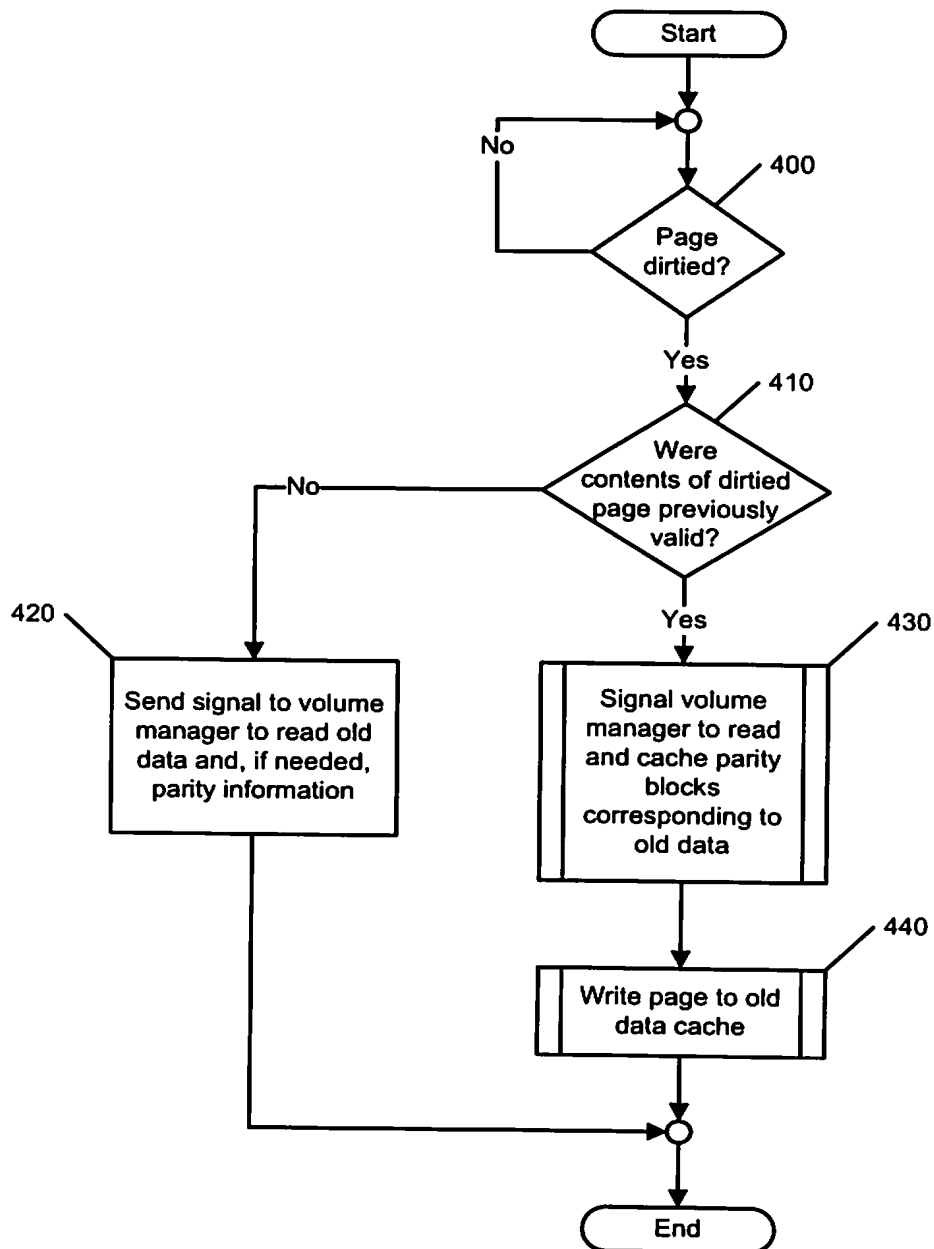 Start
No
400
Page
dirtied?
Yes
410
Were
contents of dirtied
page previously
valid?
No
420
Yes
430
Send signal to volume
manager to read old
data and, if needed,
parity information
Signal volume
manager to read
and cache parity
blocks
corresponding to
old data
440
Write page to old
data cache
End